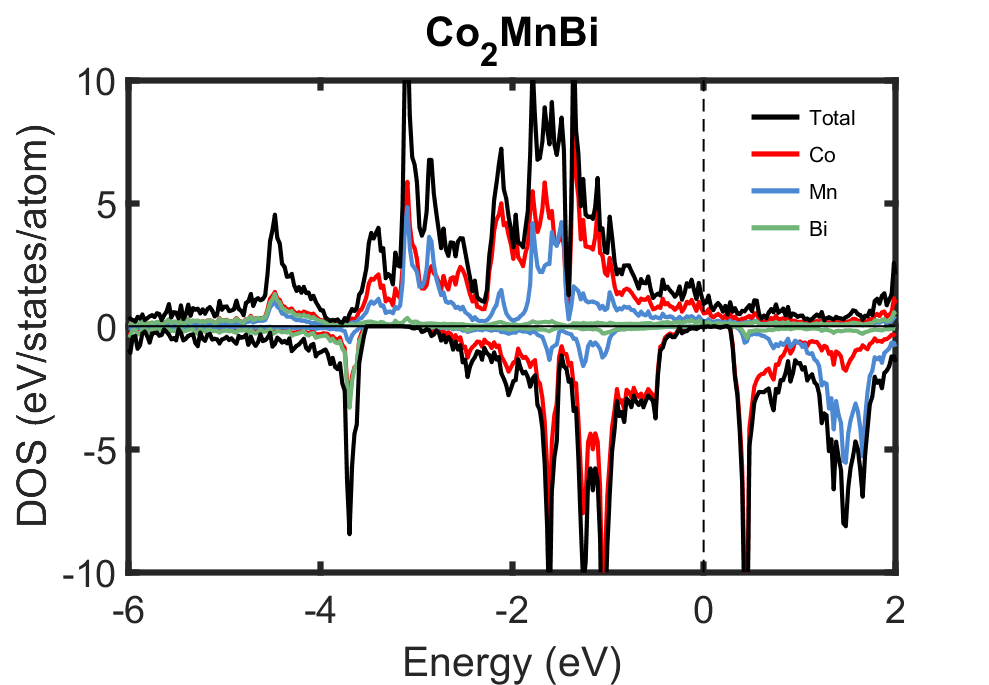 Co2MnBi
10
5
0
-5
-10
DOS (eV/states/atom)
Total
Co
Mn
Bi
-6 -4 -2 0 2
Energy (eV)